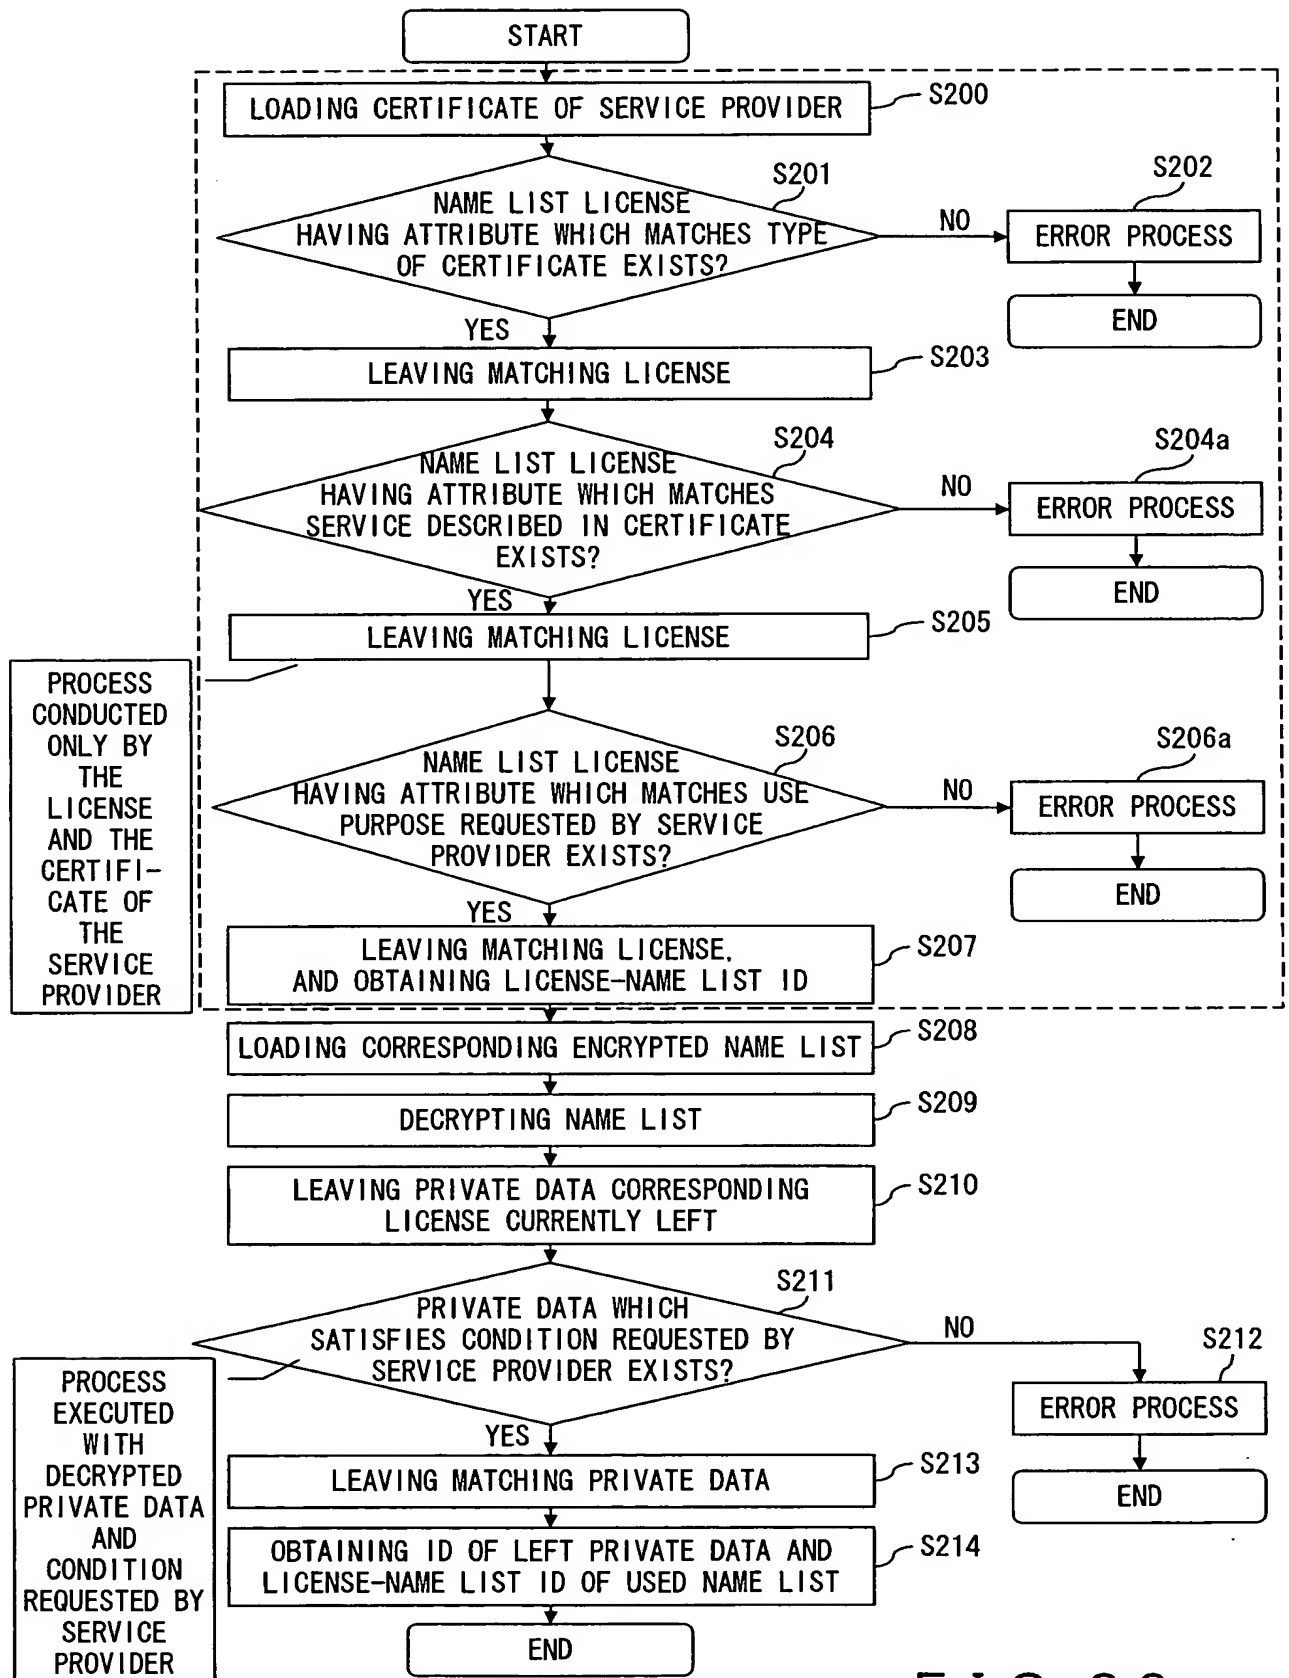 START
LOADING CERTIFICATE OF SERVICE PROVIDER
S200
S201
NAME LIST LICENSE
HAVING ATTRIBUTE WHICH MATCHES TYPE
OF CERTIFICATE EXISTS?
NO
S202
ERROR PROCESS
END
YES
LEAVING MATCHING LICENSE
S203
S204
NAME LIST LICENSE
HAVING ATTRIBUTE WHICH MATCHES
SERVICE DESCRIBED IN CERTIFICATE
EXISTS?
NO
S204a
ERROR PROCESS
END
YES
LEAVING MATCHING LICENSE
S205
PROCESS
CONDUCTED
ONLY BY
THE
LICENSE
AND THE
CERTIFI-
CATE OF
THE
SERVICE
PROVIDER
S206
NAME LIST LICENSE
HAVING ATTRIBUTE WHICH MATCHES USE
PURPOSE REQUESTED BY SERVICE
PROVIDER EXISTS?
NO
S206a
ERROR PROCESS
END
YES
LEAVING MATCHING LICENSE,
AND OBTAINING LICENSE-NAME LIST ID
S207
LOADING CORRESPONDING ENCRYPTED NAME LIST
S208
DECRYPTING NAME LIST
S209
LEAVING PRIVATE DATA CORRESPONDING
LICENSE CURRENTLY LEFT
S210
S211
PRIVATE DATA WHICH
SATISFIES CONDITION REQUESTED BY
SERVICE PROVIDER EXISTS?
NO
S212
ERROR PROCESS
END
PROCESS
EXECUTED
WITH
DECRYPTED
PRIVATE DATA
AND
CONDITION
REQUESTED BY
SERVICE
PROVIDER
YES
LEAVING MATCHING PRIVATE DATA
S213
OBTAINING ID OF LEFT PRIVATE DATA AND
LICENSE-NAME LIST ID OF USED NAME LIST
S214
END